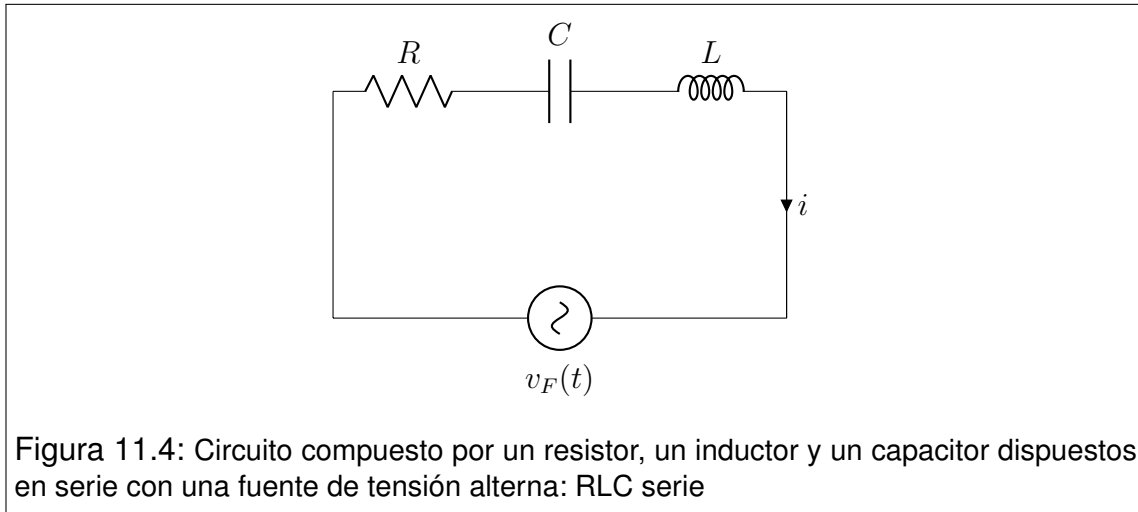 C
R
L
i
v_F(t)
Figura 11.4: Circuito compuesto por un resistor, un inductor y un capacitor dispuestos
en serie con una fuente de tensión alterna: RLC serie